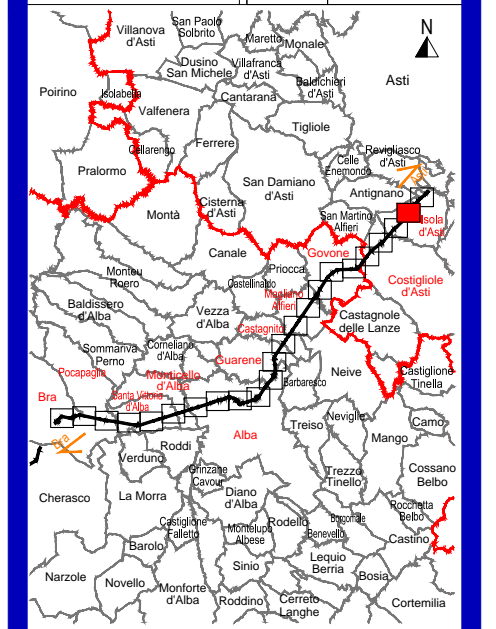 Villanova
d'Asti
San Paolo
Solbrito
Maretto
Monale
N
Dusino
San Michele
Villafranca
d'Asti
Baldichieri
d'Asti
Asti
Poirino
Isolabella
Cantarana
Valfenera
Tigliole
Ferrere
Cellarengo
Revigliasco
d'Asti
Celle
Enemondo
Pralormo
San Damiano
d'Asti
Antignano
Cisterna
d'Asti
Montà
San Martino
Alfieri
Isola
d'Asti
Canale
Govone
Priocca
Monteu
Roero
Castellinaldo
Costigliole
d'Asti
Magliano
Alfieri
Baldissero
d'Alba
Vezza
d'Alba
Castagnole
delle Lanze
Castagnito
Sommariva
Perno
Corneliano
d'Alba
Guarene
Pocapaglia
Monticello
d'Alba
Barbaresco
Neive
Castiglione
Tinella
Bra
Santa Vittoria
d'Alba
Alba
Treiso
Neviglie
Camo
Mango
Bra
Roddi
Verduno
Grinzane
Cavour
Trezzo
Tinello
Cossano
Belbo
Cherasco
La Morra
Diano
d'Alba
Rocchetta
Belbo
Castiglione
Falletto
Montelupo
Albese
Rodello
Borgomale
Benevello
Castino
Barolo
Lequio
Berria
Narzole
Novello
Sinio
Bosia
Monforte
d'Alba
Roddino
Cerreto
Langhe
Cortemilia